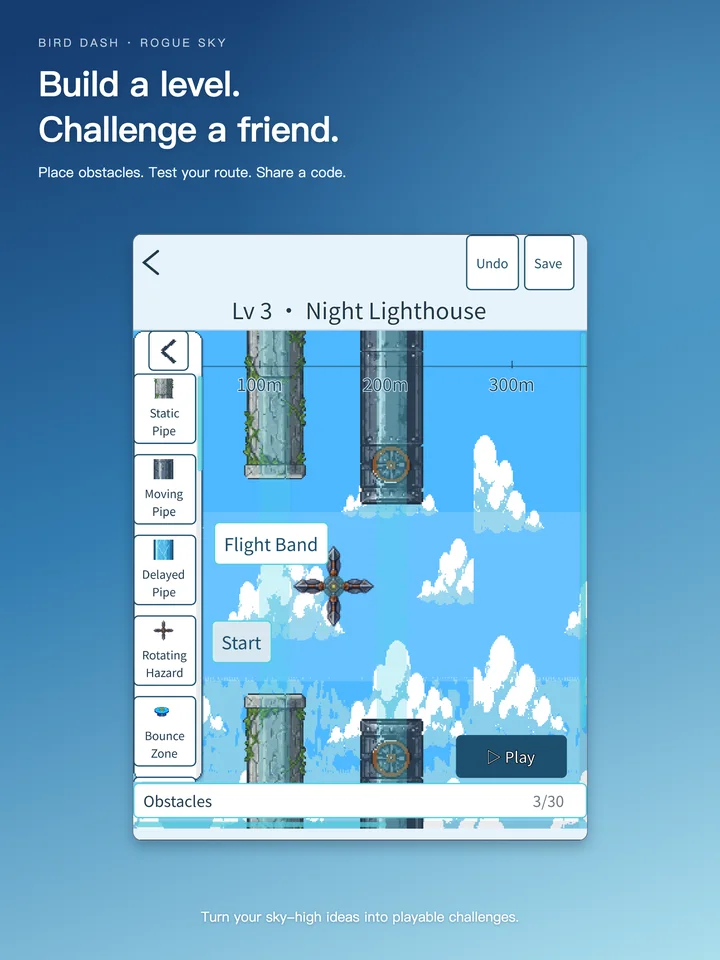 BIRD DASH · ROGUE SKY
Build a level.
Challenge a friend.
Place obstacles. Test your route. Share a code.
Undo
Save
Lv 3 • Night Lighthouse
100m
200m
300m
Static
Pipe
Moving
Pipe
Delayed
Pipe
Rotating
Hazard
Bounce
Zone
Flight Band
Start
▷ Play
Obstacles
3/30
Turn your sky-high ideas into playable challenges.